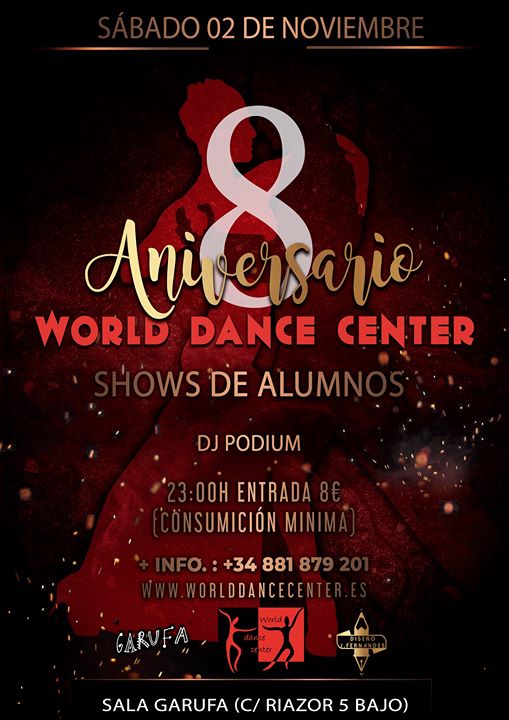 SÁBADO 02 DE NOVIEMBRE
8
Aniversario
WORLD DANCE CENTER
SHOWS DE ALUMNOS
DJ PODIUM
23:00H ENTRADA 8€
(CONSUMICIÓN MINIMA)
+ INFO. : +34 881 879 201
WWW.WORLDDANCECENTER.ES
GARUFA
World
dance
center
DISEÑO
J.FERNANDES
SALA GARUFA (C/ RIAZOR 5 BAJO)